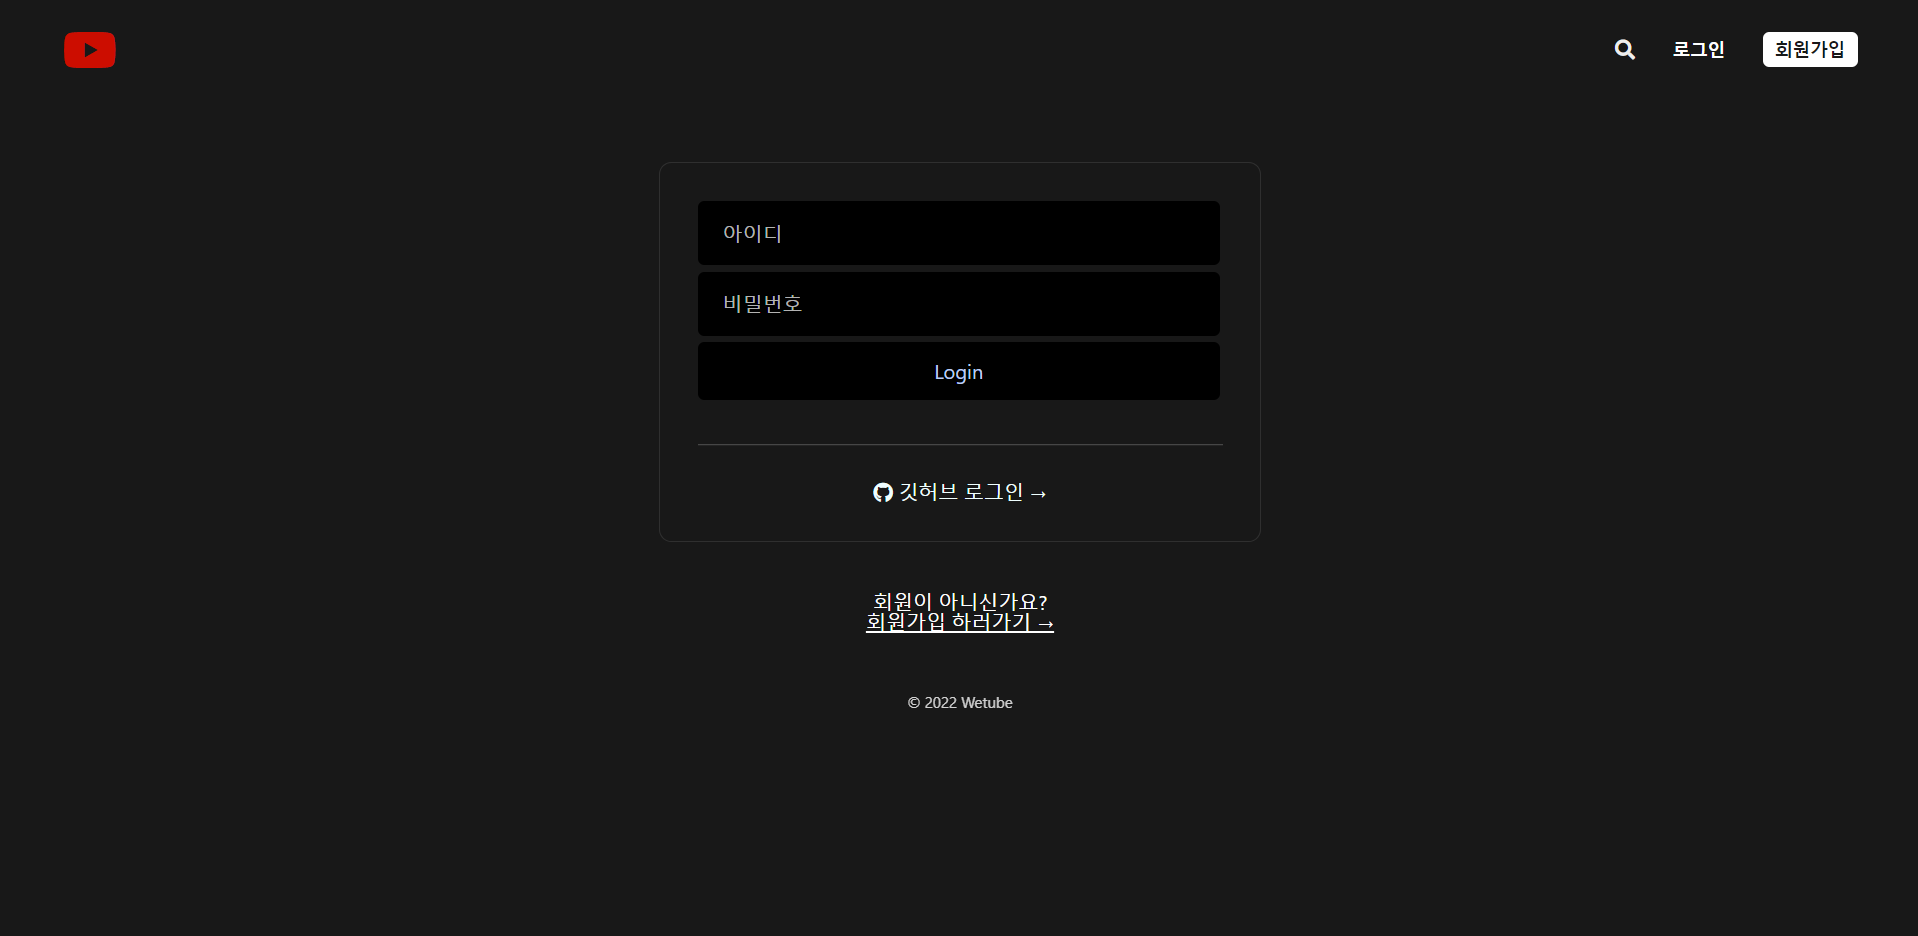 로그인
회원가입
아이디
비밀번호
Login
깃허브 로그인 →
회원이 아니신가요?
회원가입 하러가기 →
© 2022 Wetube